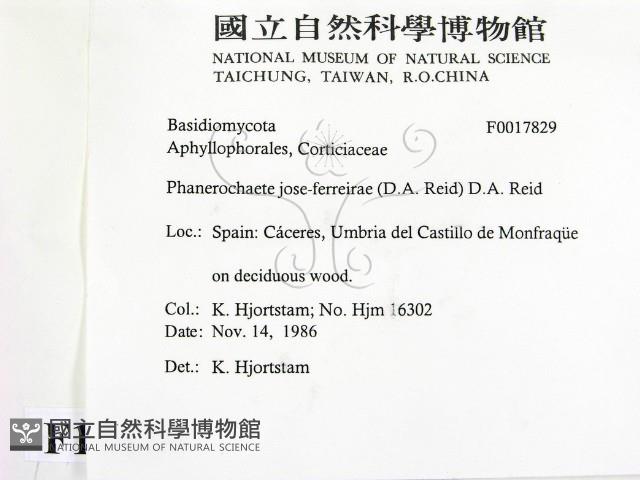 國立自然科學博物館
NATIONAL MUSEUM OF NATURAL SCIENCE
TAICHUNG, TAIWAN, R.O.CHINA
Basidiomycota F0017829
Aphyllophorales, Corticiaceae
Phanerochaete jose-ferreirae (D.A. Reid) D.A. Reid
Loc.: Spain: Cáceres, Umbria del Castillo de Monfraqüe
on deciduous wood.
Col.: K. Hjortstam; No. Hjm 16302
Date: Nov. 14, 1986
Det.: K. Hjortstam
國立自然科學博物館
NATIONAL MUSEUM OF NATURAL SCIENCE